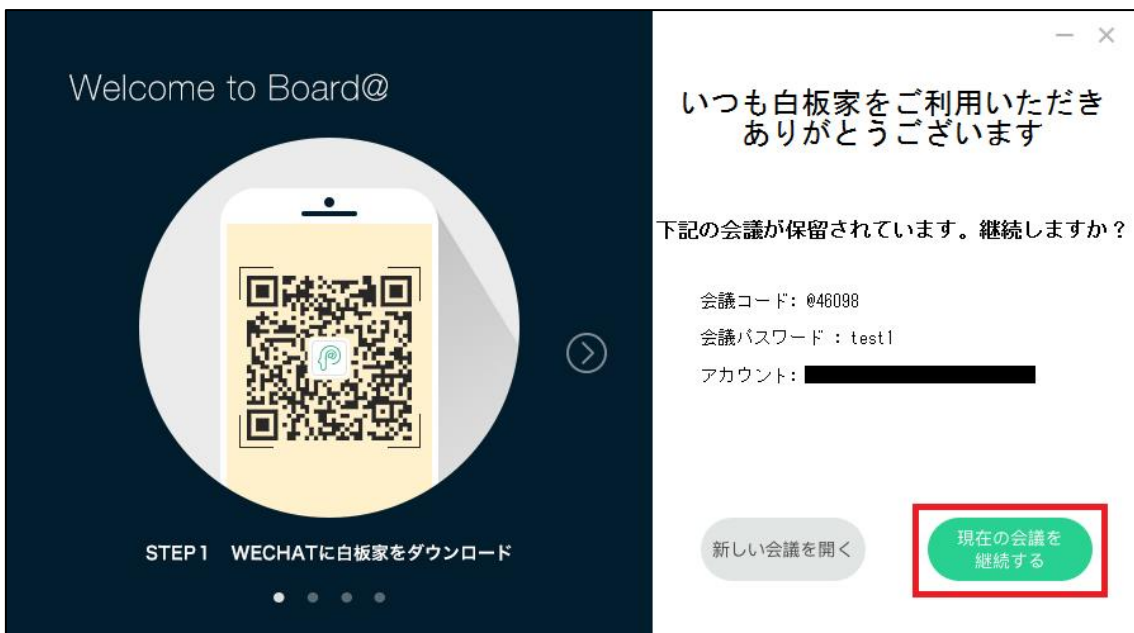 Welcome to Board@
STEP1 WECHATに白板家をダウンロード
いつも白板家をご利用いただき
ありがとうございます
下記の会議が保留されています。継続しますか？
会議コード: @46098
会議パスワード : test1
アカウント:
新しい会議を開く
現在の会議を
継続する